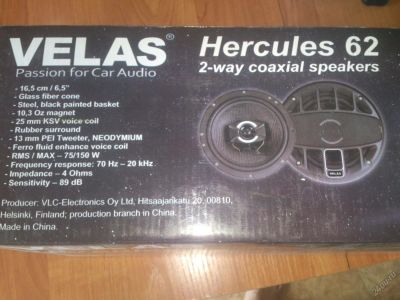 VELAS®
Passion for Car Audio
Hercules 62
2-way coaxial speakers
- 16,5 cm / 6,5"
- Glass fiber cone
- Steel, black painted basket
- 10,3 Oz magnet
- 25 mm KSV voice coil
- Rubber surround
- 13 mm PEI Tweeter, NEODYMIUM
- Ferro fluid enhance voice coil
- RMS / MAX – 75/150 W
- Frequency response: 70 Hz – 20 kHz
- Impedance – 4 Ohms
- Sensitivity – 89 dB
VELAS
Producer: VLC-Electronics Oy Ltd, Hitsaajankatu 20, 00810,
Helsinki, Finland; production branch in China.
Made in China.